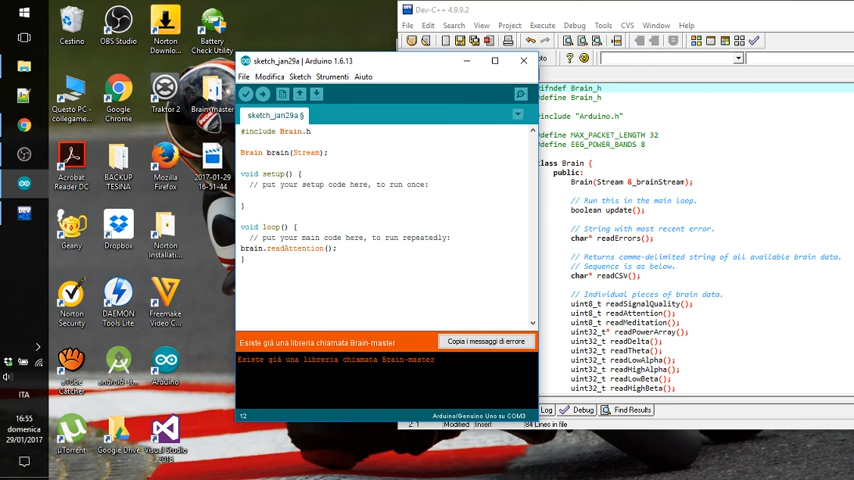 Cestino
OBS Studio
Norton
Downlo...
Battery
Check Utility
Questo PC -
collegame...
Google
Chrome
Traktor 2
Brain-master
Acrobat
Reader DC
BACKUP
TESINA
Mozilla
Firefox
2017-01-29
16-51-44
Geany
Dropbox
Norton
Installati...
Norton
Security
DAEMON
Tools Lite
Freemake
Video C...
aTube
Catcher
Arduino
µTorrent
Google Drive
Visual Studio
ITA
16:55
domenica
29/01/2017
sketch_jan29a | Arduino 1.6.13
File Modifica Sketch Strumenti Aiuto
sketch_jan29a §
#include Brain.h
Brain brain(Stream);
void setup() {
// put your setup code here, to run once:
}
void loop() {
// put your main code here, to run repeatedly:
brain.readAttention();
}
Esiste già una libreria chiamata Brain-master
Copia i messaggi di errore
Esiste già una libreria chiamata Brain-master
12
Arduino/Genuino Uno su COM3
Dev-C++ 4.9.9.2
File Edit Search View Project Execute Debug Tools CVS Window Help
#ifndef Brain_h
#define Brain_h
#include "Arduino.h"
#define MAX_PACKET_LENGTH 32
#define EEG_POWER_BANDS 8
class Brain {
public:
Brain(Stream &_brainStream);
// Run this in the main loop.
boolean update();
// String with most recent error.
char* readErrors();
// Returns comme-delimited string of all available brain data.
// Sequence is as below.
char* readCSV();
// Individual pieces of brain data.
uint8_t readSignalQuality();
uint8_t readAttention();
uint8_t readMeditation();
uint32_t* readPowerArray();
uint32_t readDelta();
uint32_t readTheta();
uint32_t readLowAlpha();
uint32_t readHighAlpha();
uint32_t readLowBeta();
uint32_t readHighBeta();
Log Debug Find Results
2: 1 Modified Insert 84 Lines in file